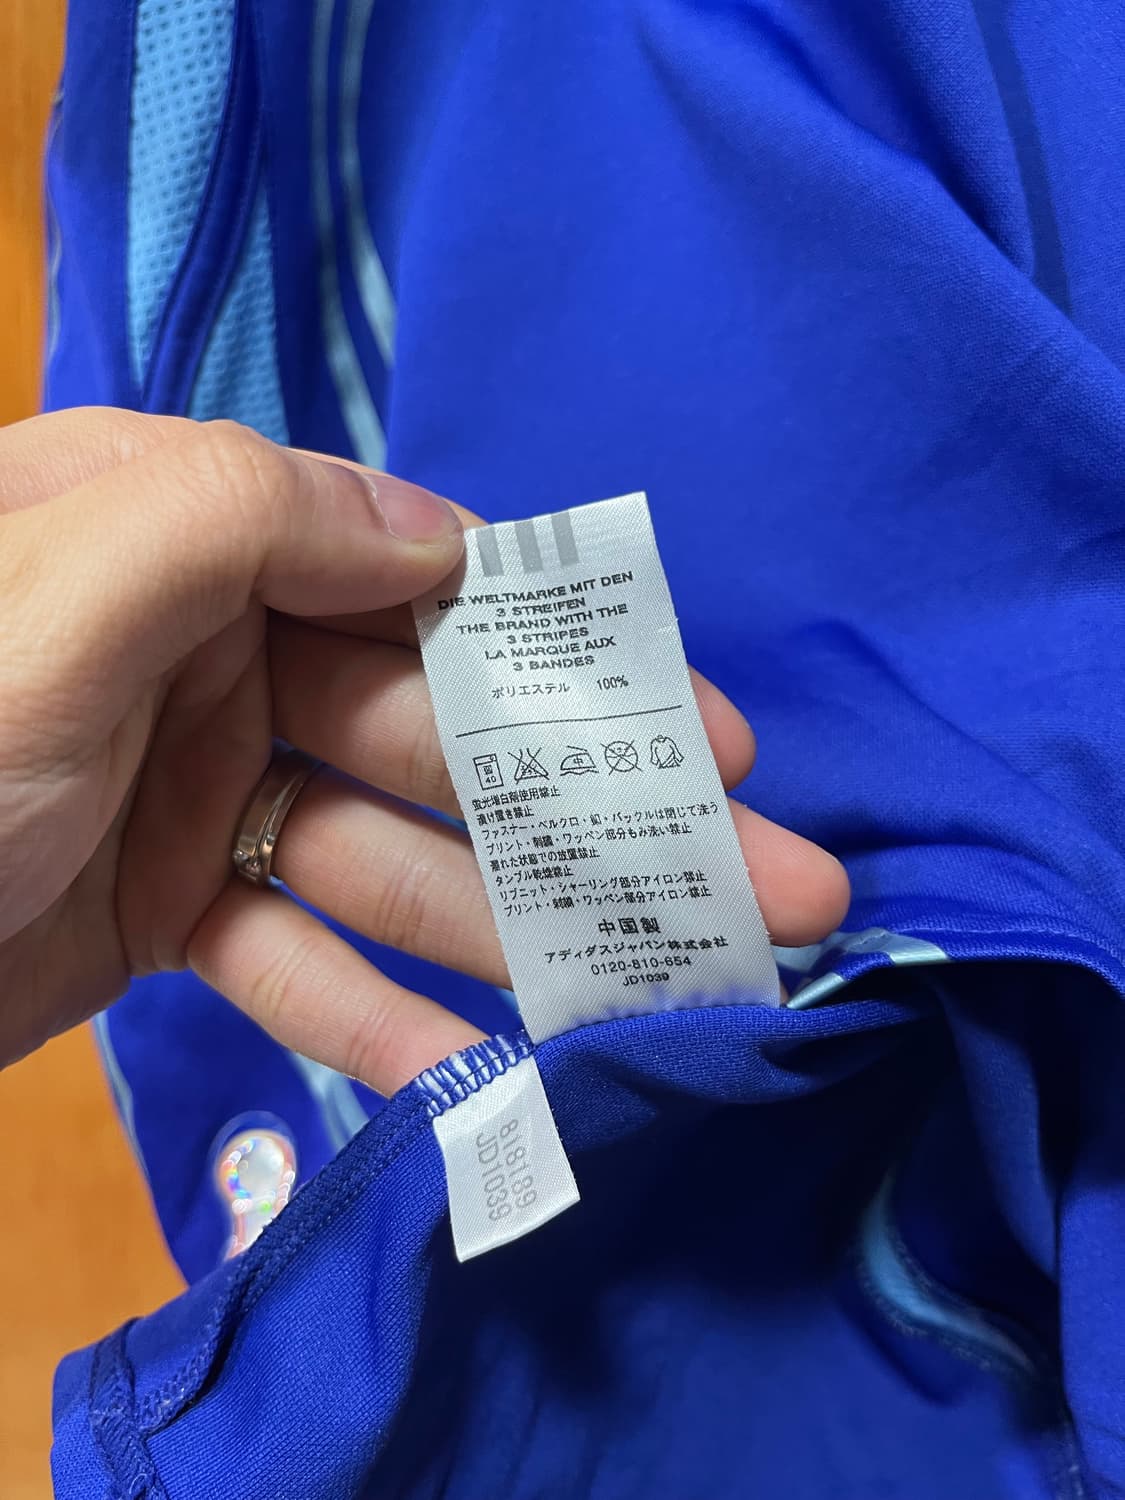 DIE WELTMARKE MIT DEN
3 STREIFEN
THE BRAND WITH THE
3 STRIPES
LA MARQUE AUX
3 BANDES
ポリエステル 100%
40
中
蛍光増白剤使用禁止
漬け置き禁止
ファスナー・ベルクロ・釦・バックルは閉じて洗う
プリント・刺繍・ワッペン部分もみ洗い禁止
濡れた状態での放置禁止
タンブル乾燥禁止
リブニット・シャーリング部分アイロン禁止
プリント・刺繍・ワッペン部分アイロン禁止
中国製
アディダスジャパン株式会社
0120-810-654
JD1039
818189
JD1039